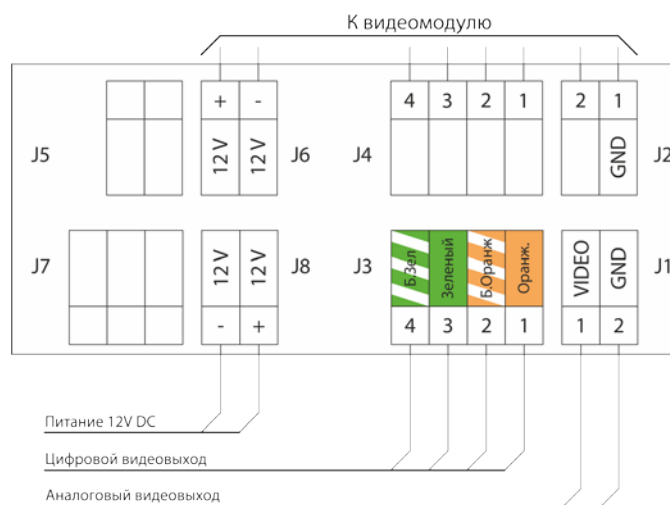 К видеомодулю
+ - 4 3 2 1 2 1
J5 12 V 12 V J6 J4 GND J2
J7 12 V 12 V J8 J3 Б.Зел Зеленый Б.Оранж Оранж. VIDEO GND J1
- + 4 3 2 1 1 2
Питание 12V DC
Цифровой видеовыход
Аналоговый видеовыход